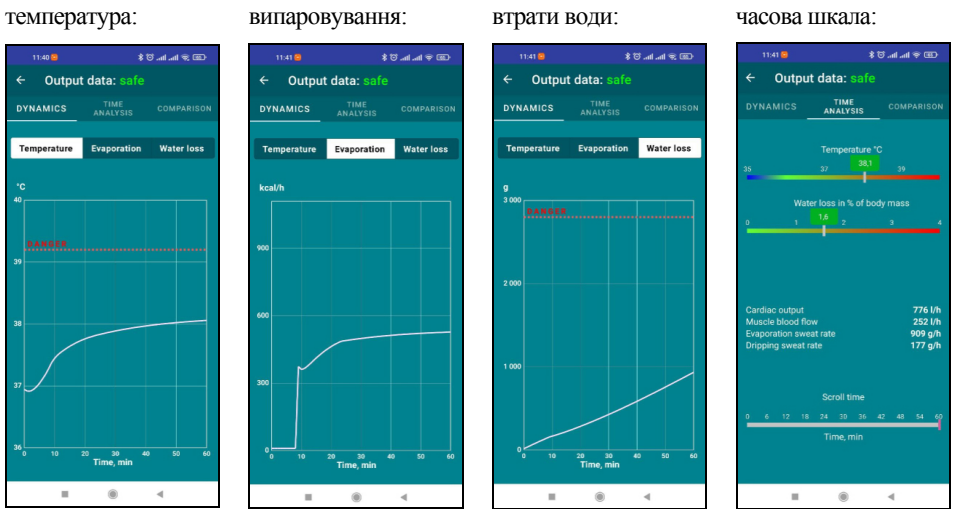 температура:
випаровування:
втрати води:
часова шкала:
11:40
Output data: safe
DYNAMICS
TIME ANALYSIS
COMPARISON
Temperature
Evaporation
Water loss
°C
40
DANGER
39
38
37
36
0 10 20 30 40 50 60
Time, min
11:41
Output data: safe
DYNAMICS
TIME ANALYSIS
COMPARISON
Temperature
Evaporation
Water loss
kcal/h
900
600
300
0
0 10 20 30 40 50 60
Time, min
11:41
Output data: safe
DYNAMICS
TIME ANALYSIS
COMPARISON
Temperature
Evaporation
Water loss
g
3 000
DANGER
2 000
1 000
0
0 10 20 30 40 50 60
Time, min
11:41
Output data: safe
DYNAMICS
TIME ANALYSIS
COMPARISON
Temperature °C
38,1
35 37 39
Water loss in % of body mass
1,6
0 1 2 3 4
Cardiac output 776 l/h
Muscle blood flow 252 l/h
Evaporation sweat rate 909 g/h
Dripping sweat rate 177 g/h
Scroll time
0 6 12 18 24 30 36 42 48 54 60
Time, min